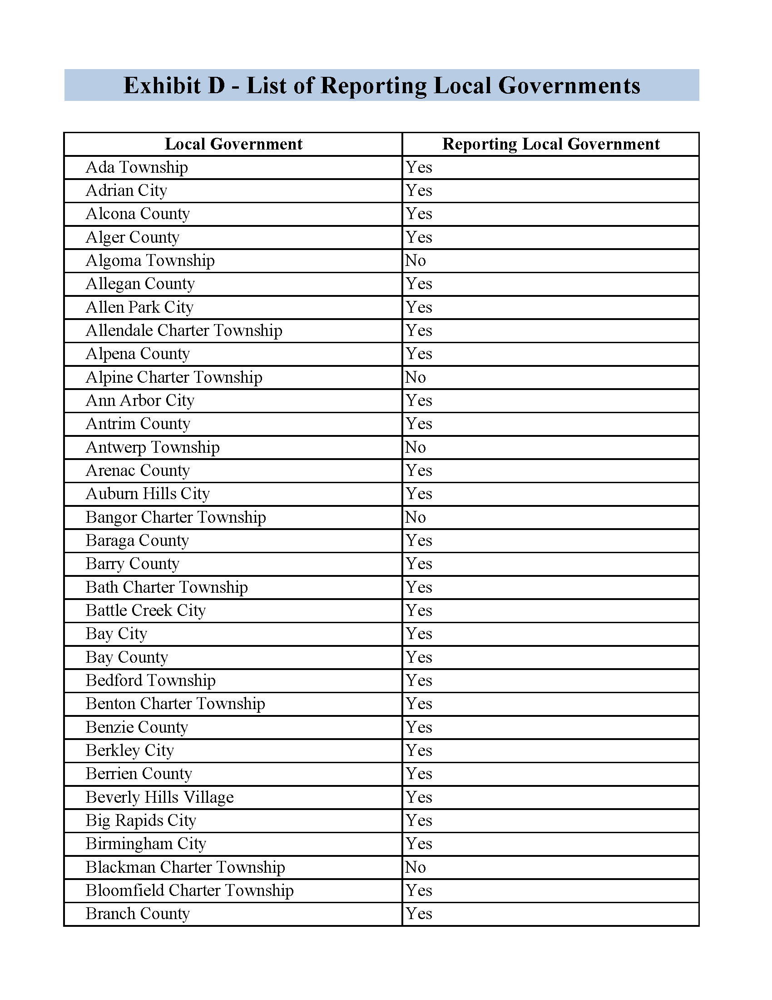 Exhibit D - List of Reporting Local Governments
Local Government Reporting Local Government
Ada Township Yes
Adrian City Yes
Alcona County Yes
Alger County Yes
Algoma Township No
Allegan County Yes
Allen Park City Yes
Allendale Charter Township Yes
Alpena County Yes
Alpine Charter Township No
Ann Arbor City Yes
Antrim County Yes
Antwerp Township No
Arenac County Yes
Auburn Hills City Yes
Bangor Charter Township No
Baraga County Yes
Barry County Yes
Bath Charter Township Yes
Battle Creek City Yes
Bay City Yes
Bay County Yes
Bedford Township Yes
Benton Charter Township Yes
Benzie County Yes
Berkley City Yes
Berrien County Yes
Beverly Hills Village Yes
Big Rapids City Yes
Birmingham City Yes
Blackman Charter Township No
Bloomfield Charter Township Yes
Branch County Yes